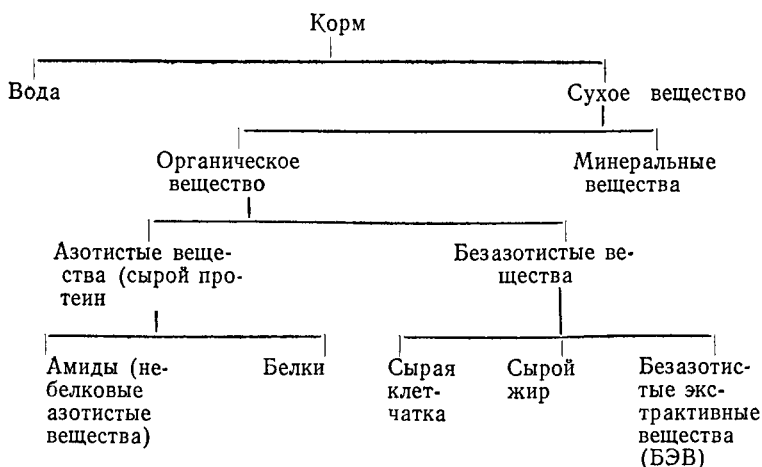 Корм
Вода
Сухое вещество
Органическое
вещество
Минеральные
вещества
Азотистые веще-
ства (сырой про-
теин
Безазотистые ве-
щества
Амиды (не-
белковые
азотистые
вещества)
Белки
Сырая
клет-
чатка
Сырой
жир
Безазотис-
тые экс-
трактивные
вещества
(БЭВ)